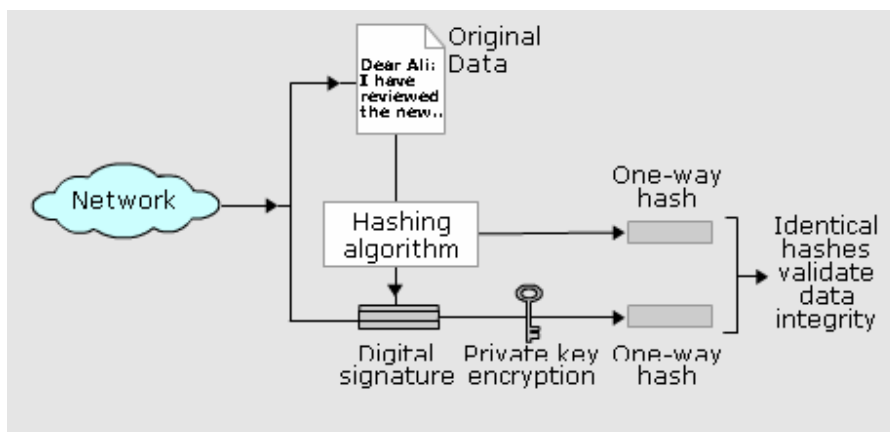 Original
Data
Dear Ali:
I have
reviewed
the new..
Network
Hashing
algorithm
One-way
hash
Identical
hashes
validate
data
integrity
Digital
signature
Private key
encryption
One-way
hash